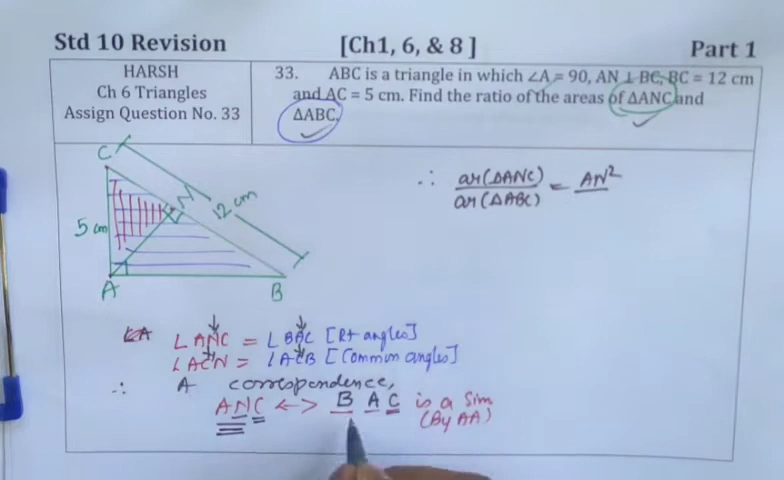 Std 10 Revision [Ch1, 6, & 8 ] Part 1
HARSH
Ch 6 Triangles
Assign Question No. 33
33. ABC is a triangle in which ∠A = 90, AN ⊥ BC, BC = 12 cm
and AC = 5 cm. Find the ratio of the areas of ΔANC and
ΔABC.
C
N
12 cm
5 cm
A
B
∴ ar(ΔANC) / ar(ΔABC) = AN²
∠ANC = ∠BAC [Rt angles]
∠ACN = ∠ACB [Common angles]
∴ A correspondence,
ANC <-> BAC is a Sim
(By AA)